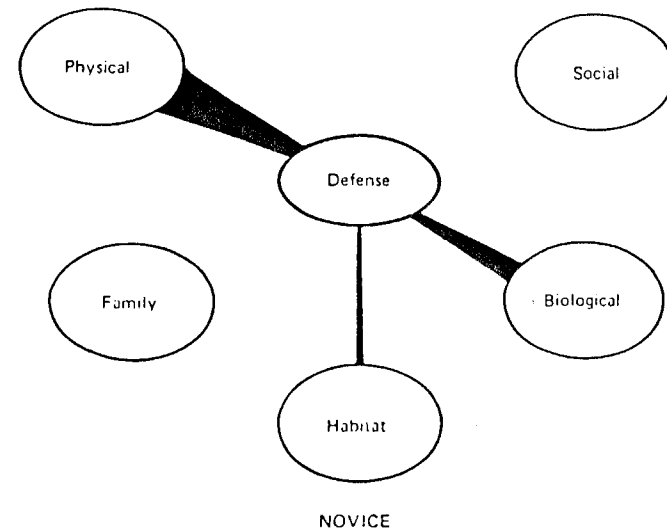 Physical
Social
Defense
Family
Biological
Habitat
NOVICE